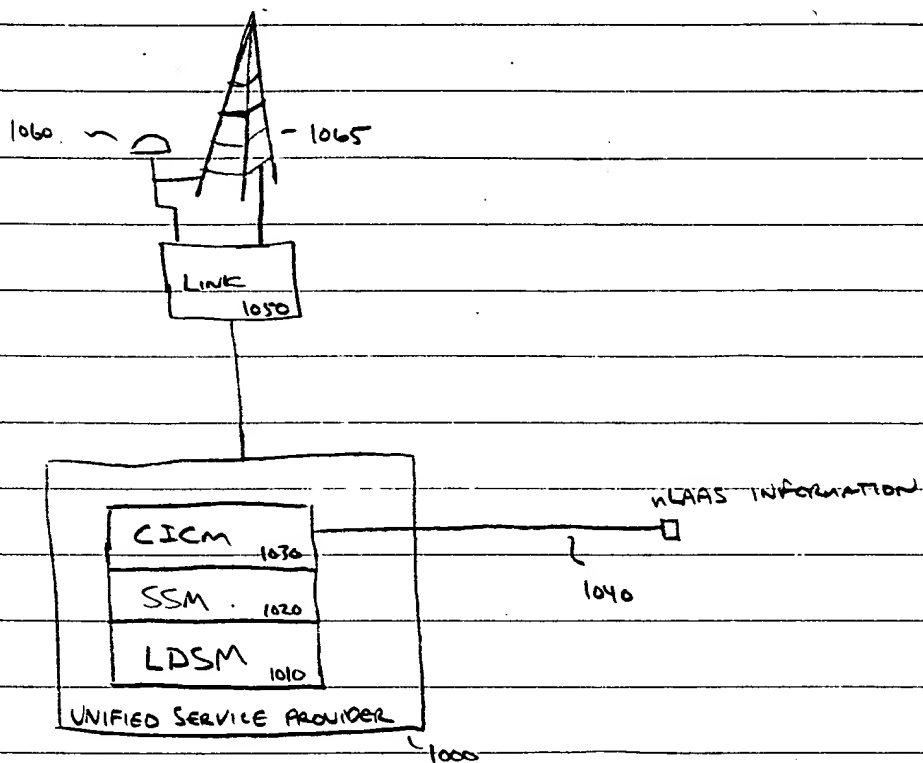 1060
1065
LINK
1050
nLAAS INFORMATION
CICM
1030
1040
SSM
1020
LDSM
1010
UNIFIED SERVICE PROVIDER
1000